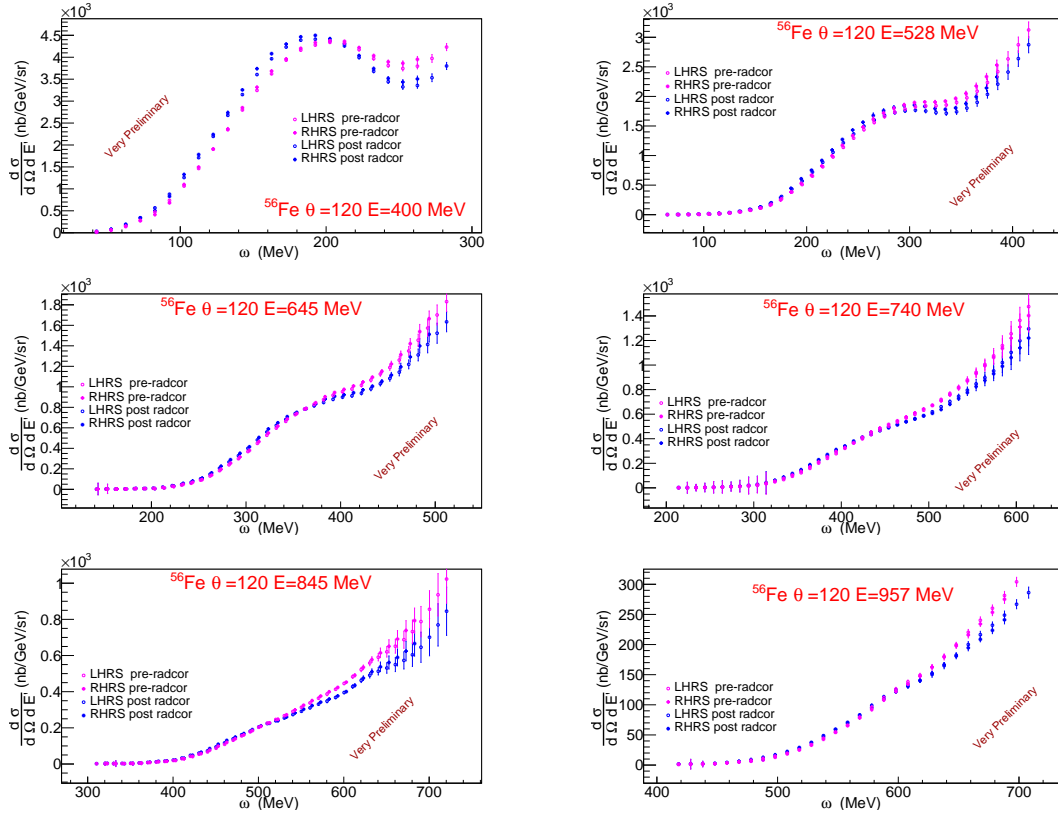 ×10³
4.5
4
3.5
3
2.5
2
1.5
1
0.5
0
dσ/dΩdE' (nb/GeV/sr)
Very Preliminary
LHRS pre-radcor
RHRS pre-radcor
LHRS post radcor
RHRS post radcor
⁵⁶Fe θ =120 E=400 MeV
100 200 300
ω (MeV)
×10³
3
2
1
0
dσ/dΩdE' (nb/GeV/sr)
⁵⁶Fe θ =120 E=528 MeV
LHRS pre-radcor
RHRS pre-radcor
LHRS post radcor
RHRS post radcor
Very Preliminary
100 200 300 400
ω (MeV)
×10³
1.8
1.6
1.4
1.2
1
0.8
0.6
0.4
0.2
0
dσ/dΩdE' (nb/GeV/sr)
⁵⁶Fe θ =120 E=645 MeV
LHRS pre-radcor
RHRS pre-radcor
LHRS post radcor
RHRS post radcor
Very Preliminary
200 300 400 500
ω (MeV)
×10³
1.4
1.2
1
0.8
0.6
0.4
0.2
0
dσ/dΩdE' (nb/GeV/sr)
⁵⁶Fe θ =120 E=740 MeV
LHRS pre-radcor
RHRS pre-radcor
LHRS post radcor
RHRS post radcor
Very Preliminary
200 300 400 500 600
ω (MeV)
×10³
1
0.8
0.6
0.4
0.2
0
dσ/dΩdE' (nb/GeV/sr)
⁵⁶Fe θ =120 E=845 MeV
LHRS pre-radcor
RHRS pre-radcor
LHRS post radcor
RHRS post radcor
Very Preliminary
300 400 500 600 700
ω (MeV)
300
250
200
150
100
50
0
dσ/dΩdE' (nb/GeV/sr)
⁵⁶Fe θ =120 E=957 MeV
LHRS pre-radcor
RHRS pre-radcor
LHRS post radcor
RHRS post radcor
Very Preliminary
400 500 600 700
ω (MeV)